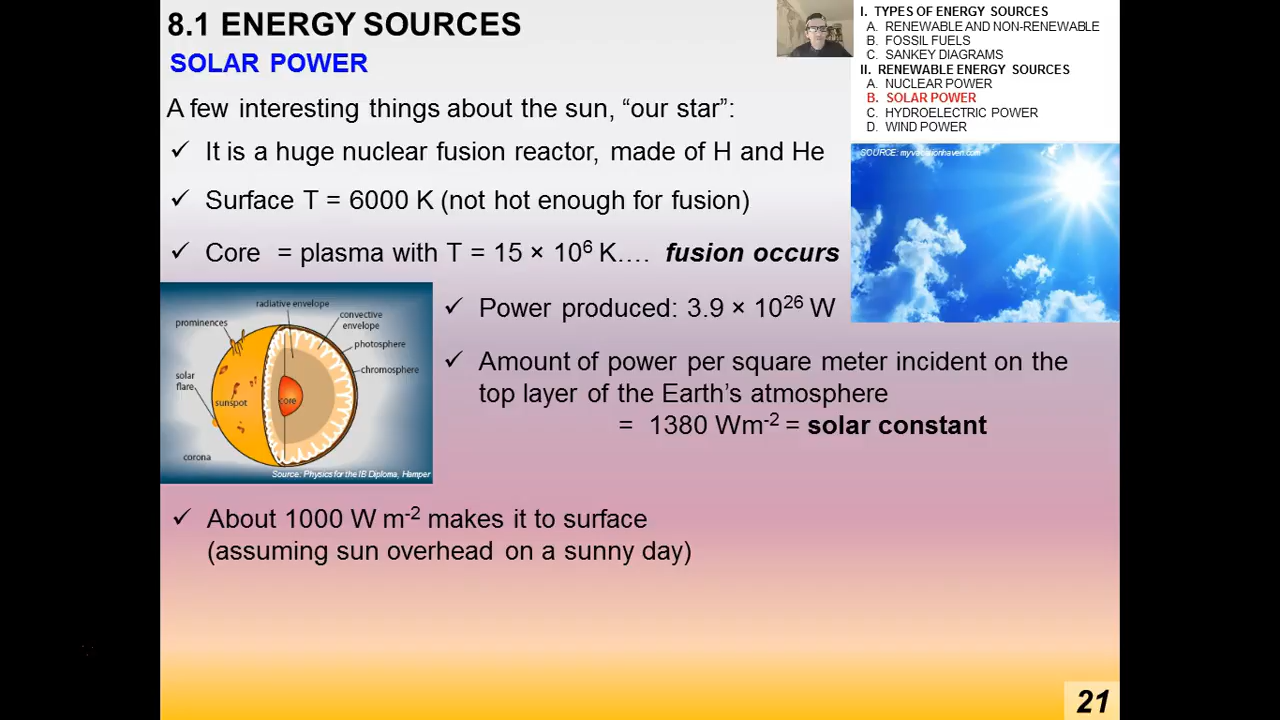 8.1 ENERGY SOURCES
SOLAR POWER
I. TYPES OF ENERGY SOURCES
A. RENEWABLE AND NON-RENEWABLE
B. FOSSIL FUELS
C. SANKEY DIAGRAMS
II. RENEWABLE ENERGY SOURCES
A. NUCLEAR POWER
B. SOLAR POWER
C. HYDROELECTRIC POWER
D. WIND POWER
A few interesting things about the sun, “our star”:
✓ It is a huge nuclear fusion reactor, made of H and He
SOURCE: myvacationhaven.com
✓ Surface T = 6000 K (not hot enough for fusion)
✓ Core = plasma with T = 15 × 10⁶ K…. fusion occurs
radiative envelope
convective
envelope
prominences
photosphere
chromosphere
solar
flare
sunspot
core
corona
Source: Physics for the IB Diploma, Hamper
✓ Power produced: 3.9 × 10²⁶ W
✓ Amount of power per square meter incident on the
top layer of the Earth’s atmosphere
= 1380 Wm⁻² = solar constant
✓ About 1000 W m⁻² makes it to surface
(assuming sun overhead on a sunny day)
21